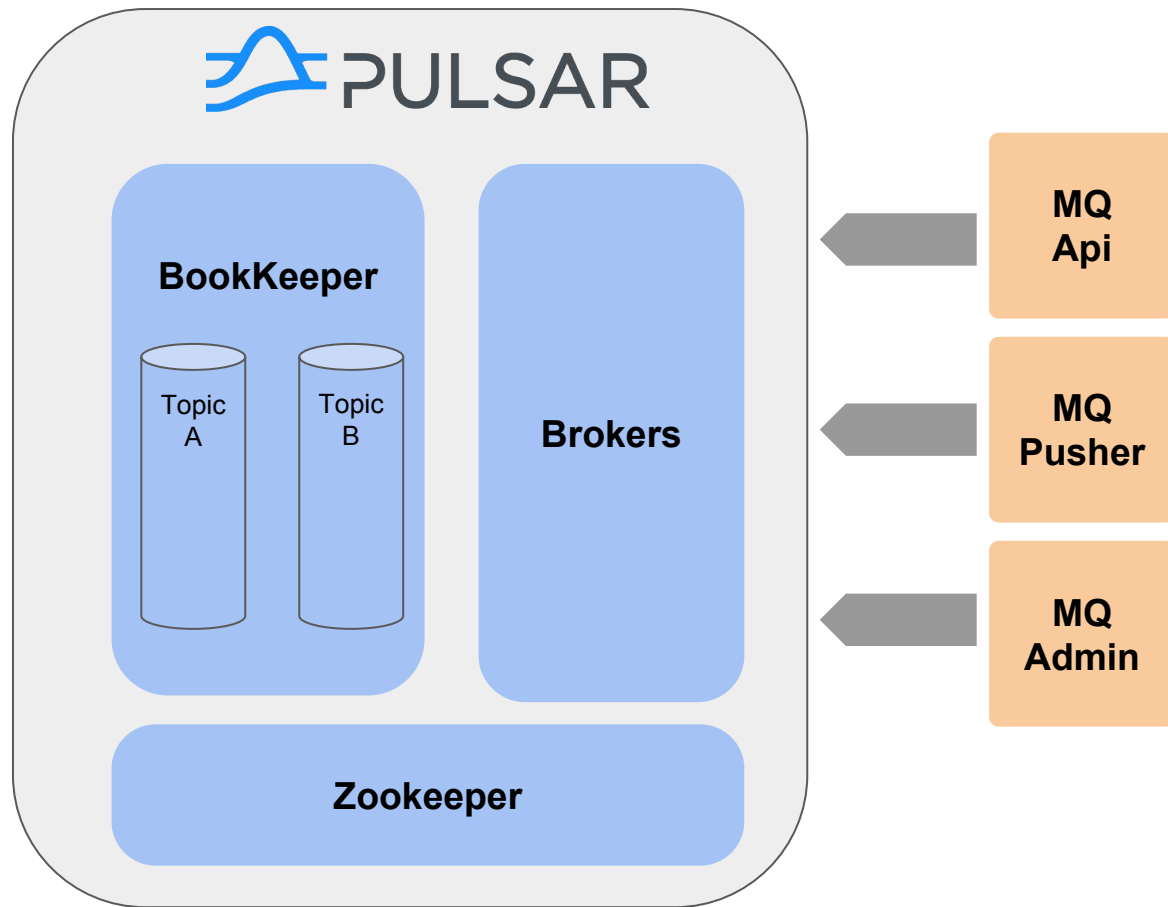 PULSAR
BookKeeper
Topic
A
Topic
B
Brokers
Zookeeper
MQ
Api
MQ
Pusher
MQ
Admin